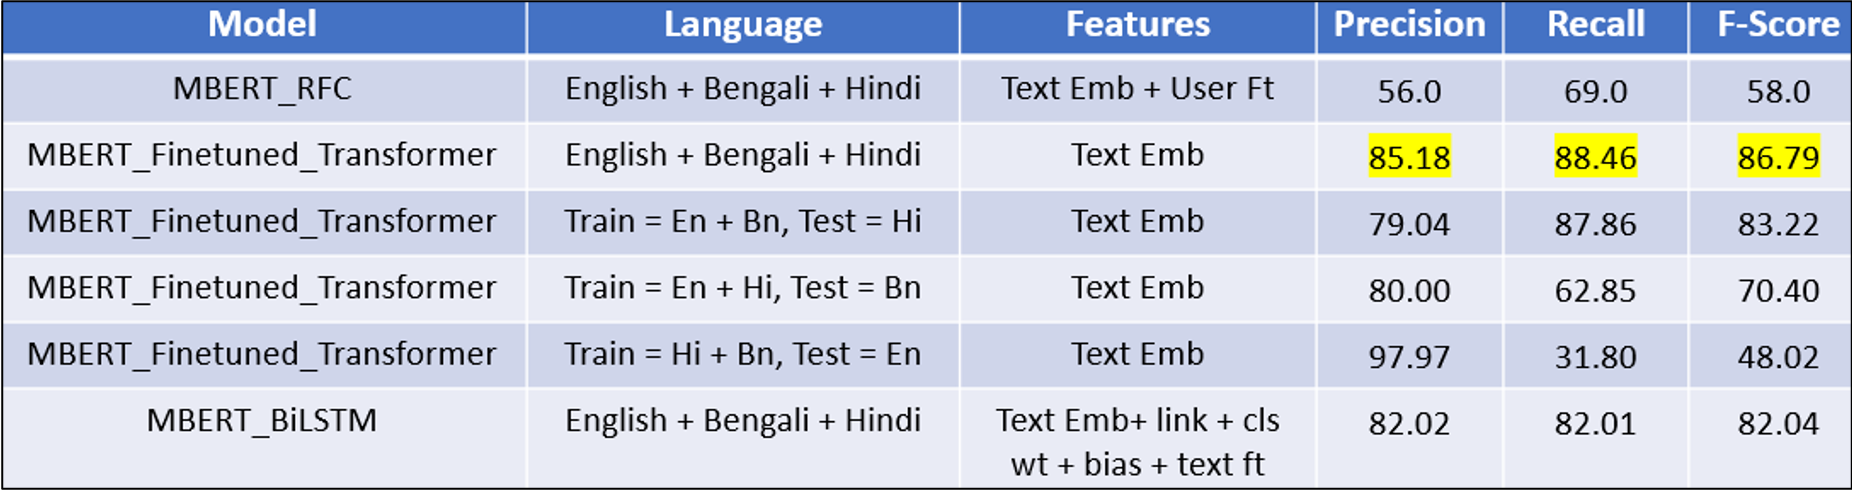 Model Language Features Precision Recall F-Score
MBERT_RFC English + Bengali + Hindi Text Emb + User Ft 56.0 69.0 58.0
MBERT_Finetuned_Transformer English + Bengali + Hindi Text Emb 85.18 88.46 86.79
MBERT_Finetuned_Transformer Train = En + Bn, Test = Hi Text Emb 79.04 87.86 83.22
MBERT_Finetuned_Transformer Train = En + Hi, Test = Bn Text Emb 80.00 62.85 70.40
MBERT_Finetuned_Transformer Train = Hi + Bn, Test = En Text Emb 97.97 31.80 48.02
MBERT_BiLSTM English + Bengali + Hindi Text Emb+ link + cls 82.02 82.01 82.04
wt + bias + text ft